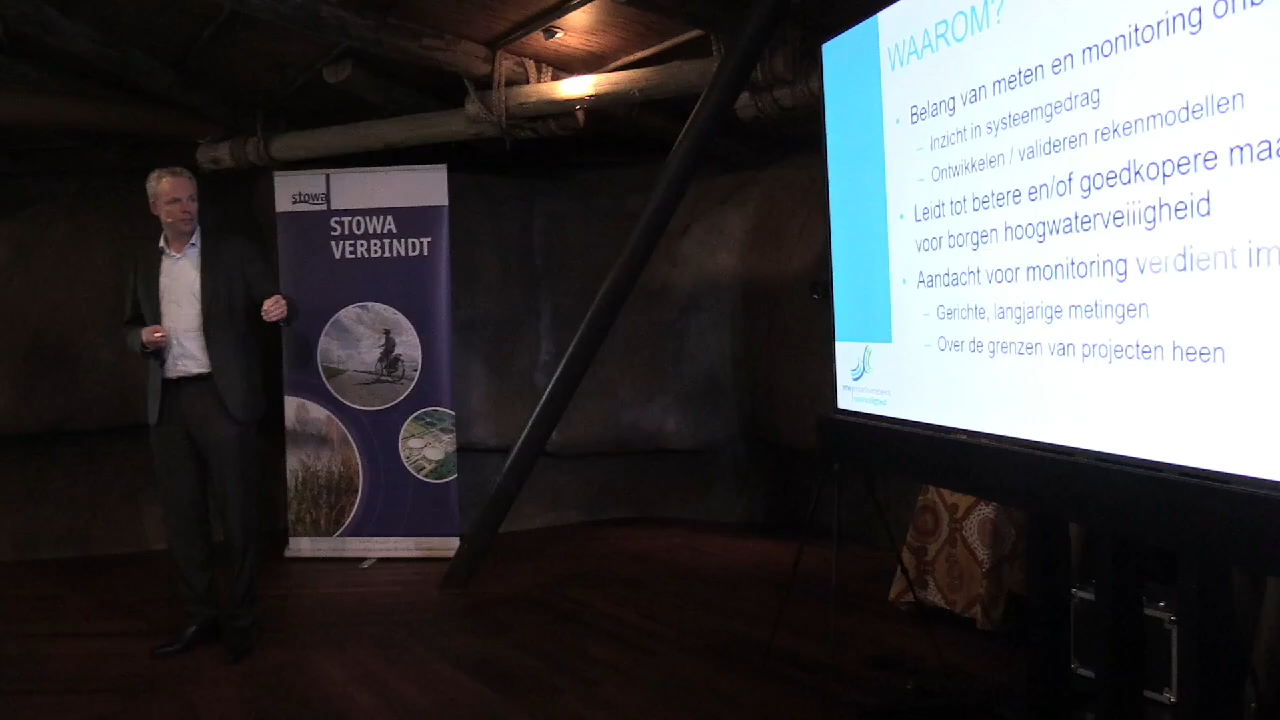 stowa
STOWA
VERBINDT
WAAROM?
Belang van meten en monitoring
– Inzicht in systeemgedrag
– Ontwikkelen / valideren rekenmodellen
• Leidt tot betere en/of goedkopere
voor borgen hoogwaterveiligheid
• Aandacht voor monitoring verdient
– Gerichte, langjarige metingen
– Over de grenzen van projecten heen